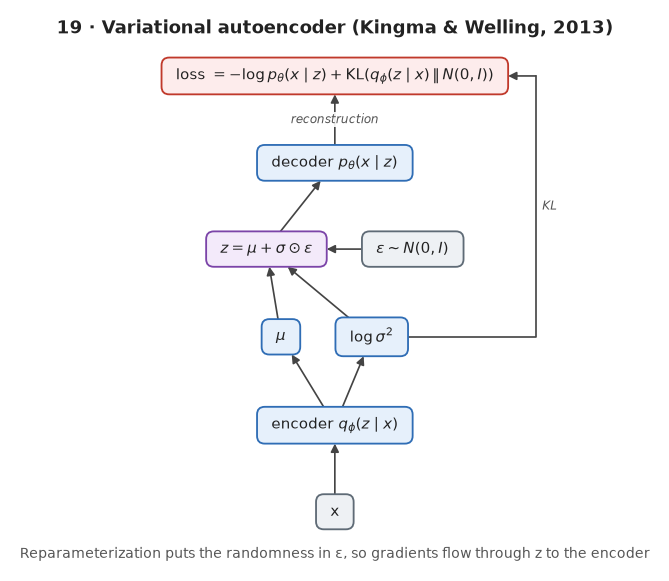 19 · Variational autoencoder (Kingma & Welling, 2013)
loss = −log p_θ(x | z) + KL(q_ϕ(z | x) ∥ N(0, I))
reconstruction
decoder p_θ(x | z)
KL
z = μ + σ ⊙ ε
ε ~ N(0, I)
μ
log σ²
encoder q_ϕ(z | x)
x
Reparameterization puts the randomness in ε, so gradients flow through z to the encoder